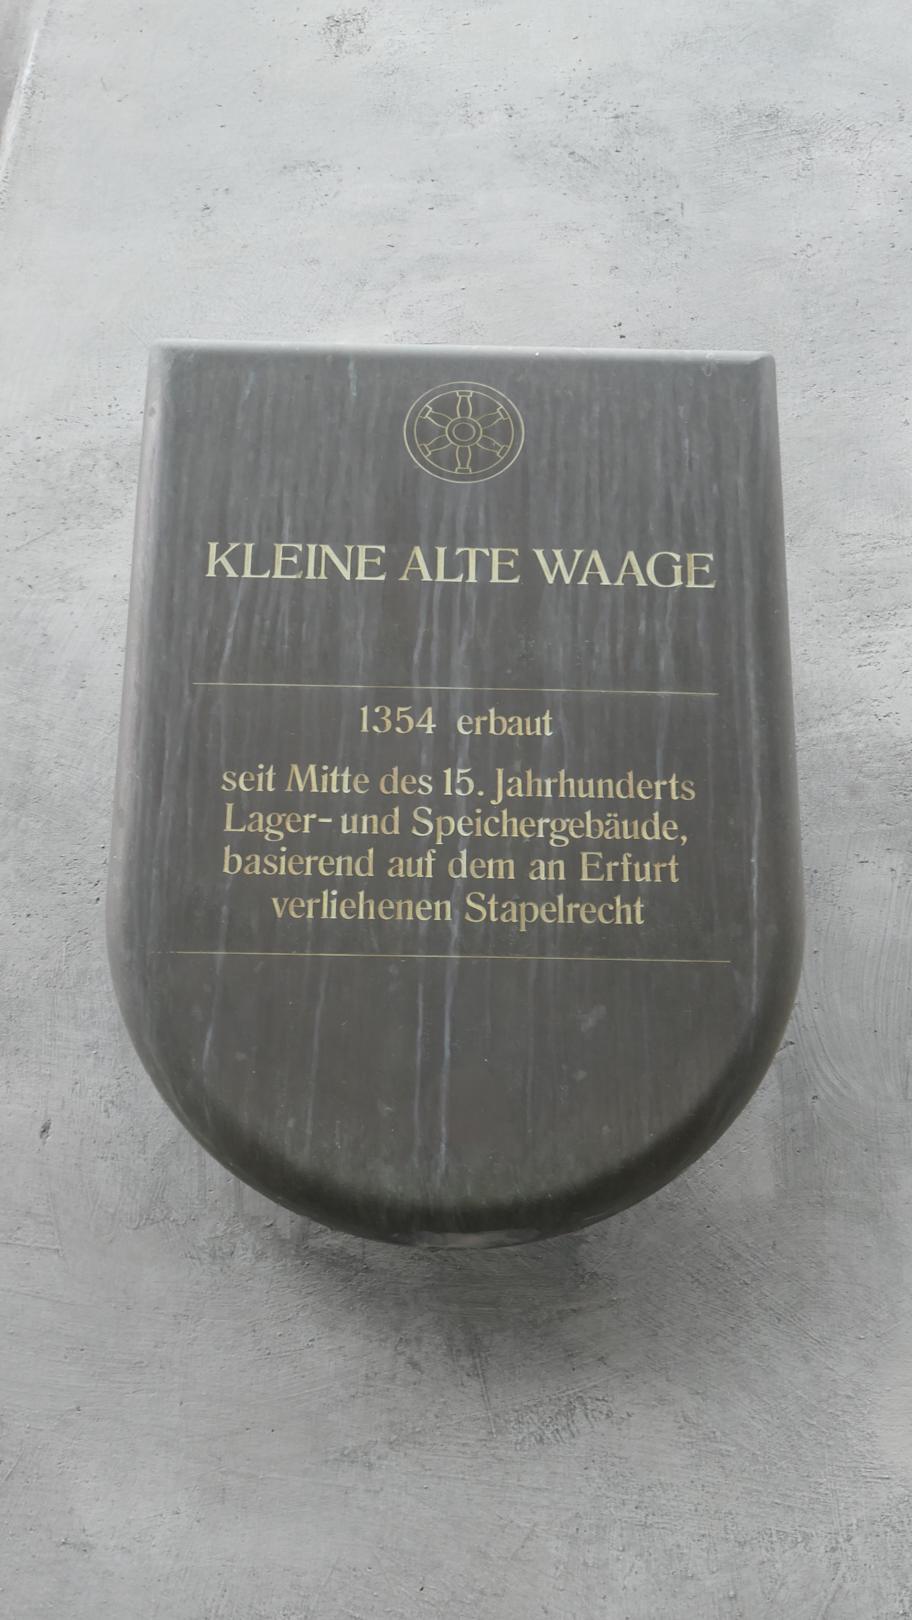 KLEINE ALTE WAAGE
1354 erbaut
seit Mitte des 15. Jahrhunderts
Lager- und Speichergebäude,
basierend auf dem an Erfurt
verliehenen Stapelrecht